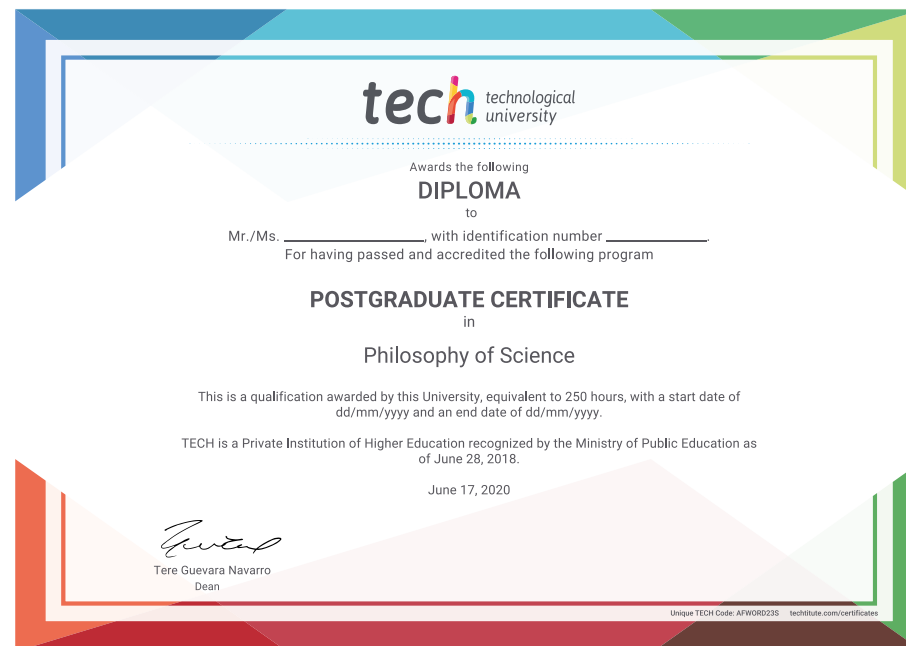 tech technological
university
Awards the following
DIPLOMA
to
Mr./Ms. ____________, with identification number ____________.
For having passed and accredited the following program
POSTGRADUATE CERTIFICATE
in
Philosophy of Science
This is a qualification awarded by this University, equivalent to 250 hours, with a start date of
dd/mm/yyyy and an end date of dd/mm/yyyy.
TECH is a Private Institution of Higher Education recognized by the Ministry of Public Education as
of June 28, 2018.
June 17, 2020
Tere Guevara Navarro
Dean
Unique TECH Code: AFWORD23S techtitute.com/certificates